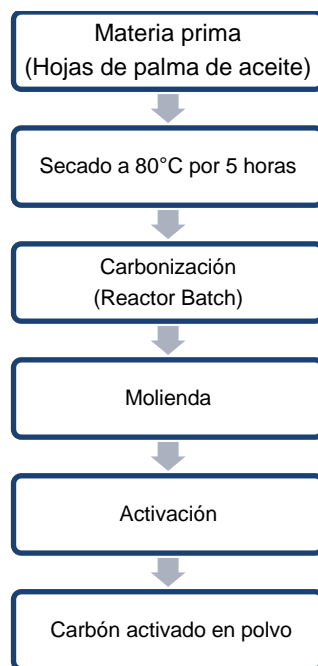 Materia prima
(Hojas de palma de aceite)
Secado a 80°C por 5 horas
Carbonización
(Reactor Batch)
Molienda
Activación
Carbón activado en polvo